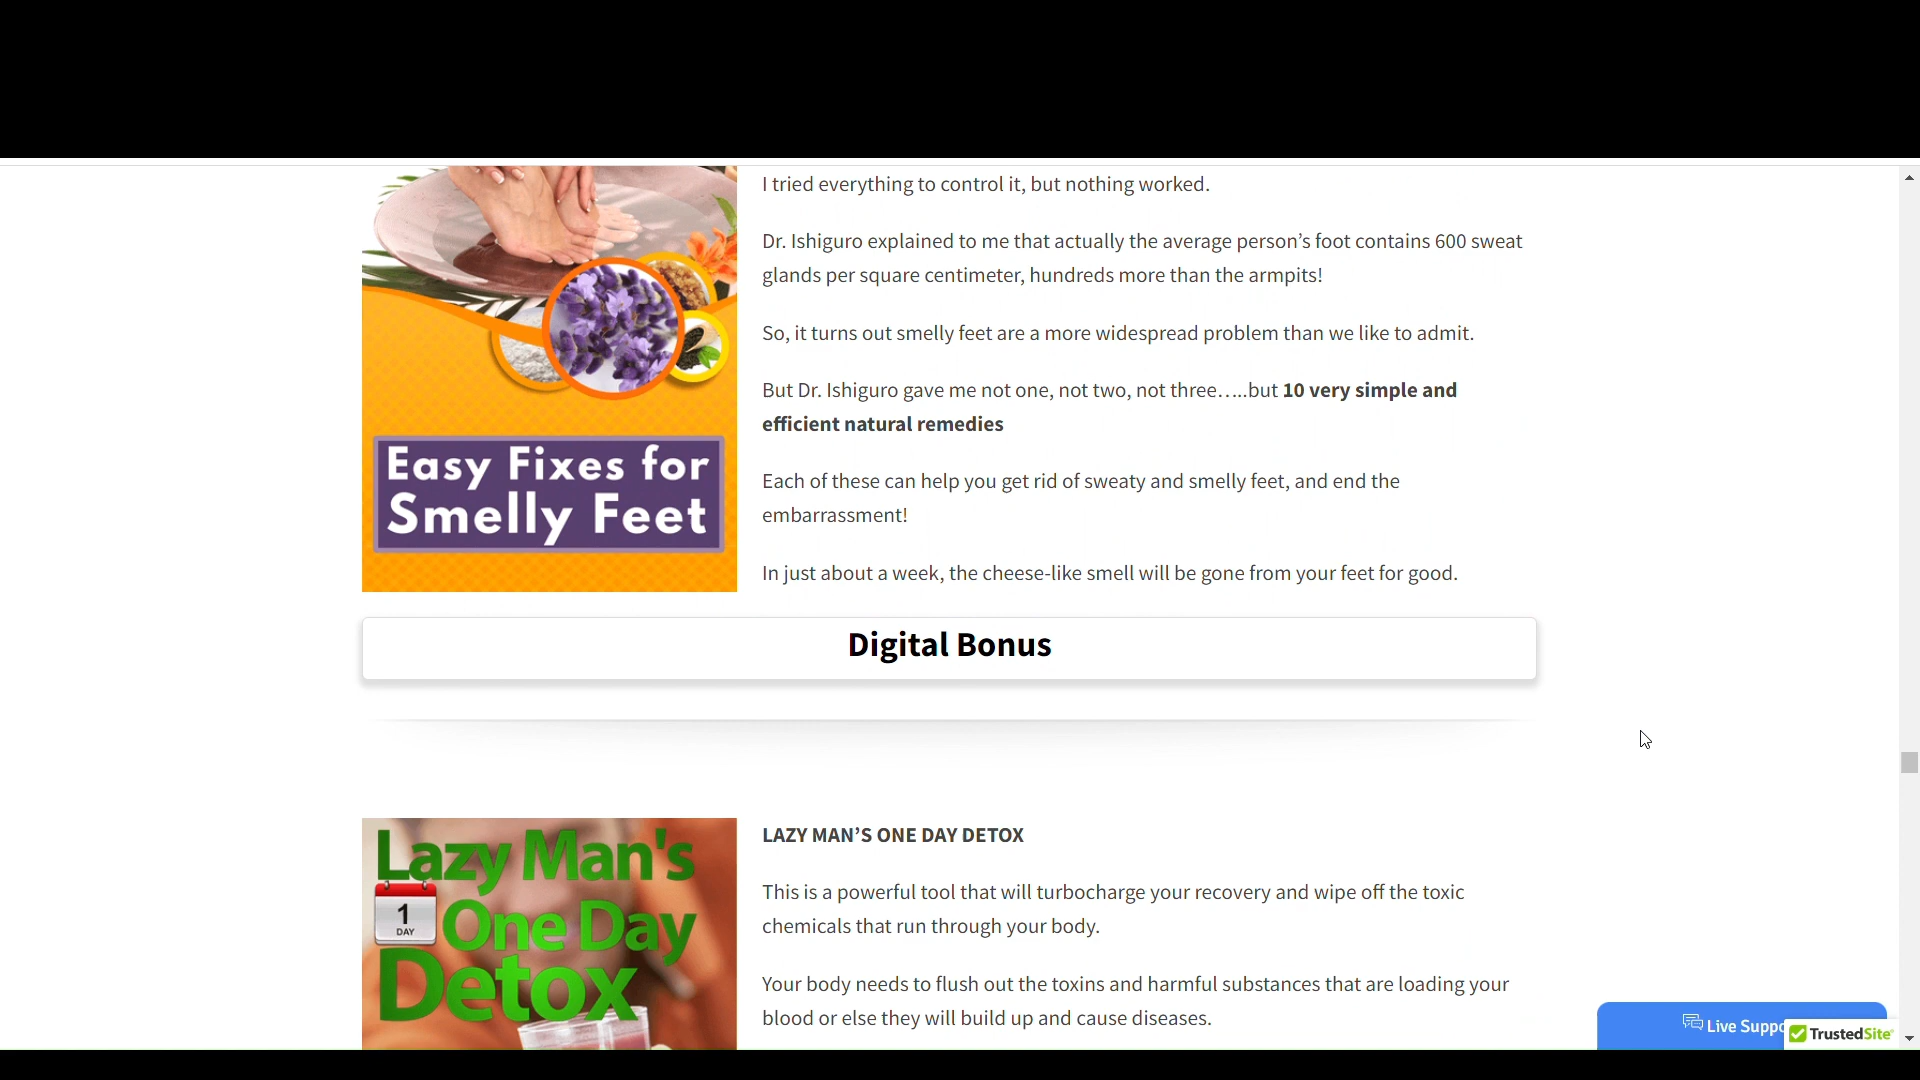 I tried everything to control it, but nothing worked.
Dr. Ishiguro explained to me that actually the average person’s foot contains 600 sweat
glands per square centimeter, hundreds more than the armpits!
So, it turns out smelly feet are a more widespread problem than we like to admit.
But Dr. Ishiguro gave me not one, not two, not three…..but 10 very simple and
efficient natural remedies
Each of these can help you get rid of sweaty and smelly feet, and end the
embarrassment!
In just about a week, the cheese-like smell will be gone from your feet for good.
Easy Fixes for
Smelly Feet
Digital Bonus
Lazy Man's
1
DAY
One Day
Detox
LAZY MAN’S ONE DAY DETOX
This is a powerful tool that will turbocharge your recovery and wipe off the toxic
chemicals that run through your body.
Your body needs to flush out the toxins and harmful substances that are loading your
blood or else they will build up and cause diseases.
Live Suppo
TrustedSite